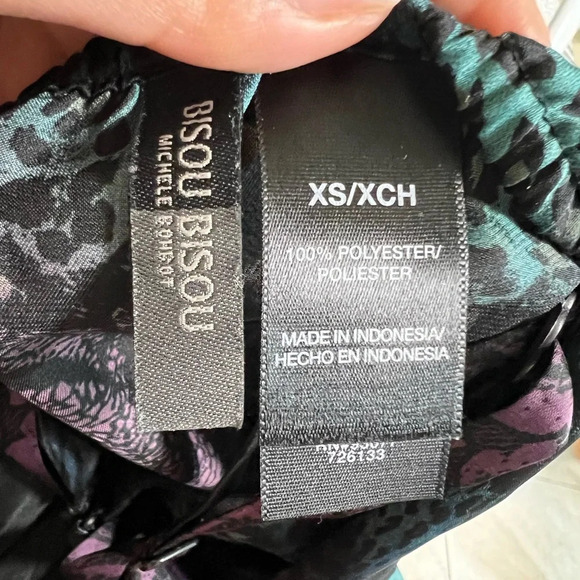 BISOU BISOU
MICHELE BOHBOT
XS/XCH
100% POLYESTER/
POLIESTER
MADE IN INDONESIA/
HECHO EN INDONESIA
726133